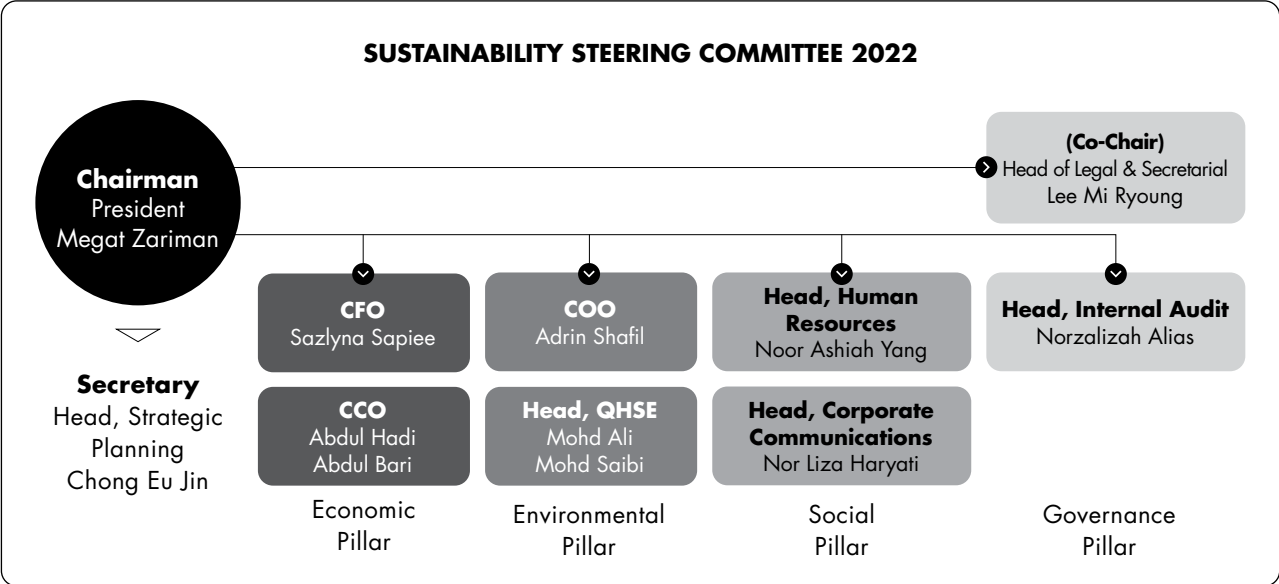 SUSTAINABILITY STEERING COMMITTEE 2022
Chairman
President
Megat Zariman
(Co-Chair)
Head of Legal & Secretarial
Lee Mi Ryoung
Secretary
Head, Strategic
Planning
Chong Eu Jin
CFO
Sazlyna Sapiee
CCO
Abdul Hadi
Abdul Bari
Economic
Pillar
COO
Adrin Shafil
Head, QHSE
Mohd Ali
Mohd Saibi
Environmental
Pillar
Head, Human
Resources
Noor Ashiah Yang
Head, Corporate
Communications
Nor Liza Haryati
Social
Pillar
Head, Internal Audit
Norzalizah Alias
Governance
Pillar